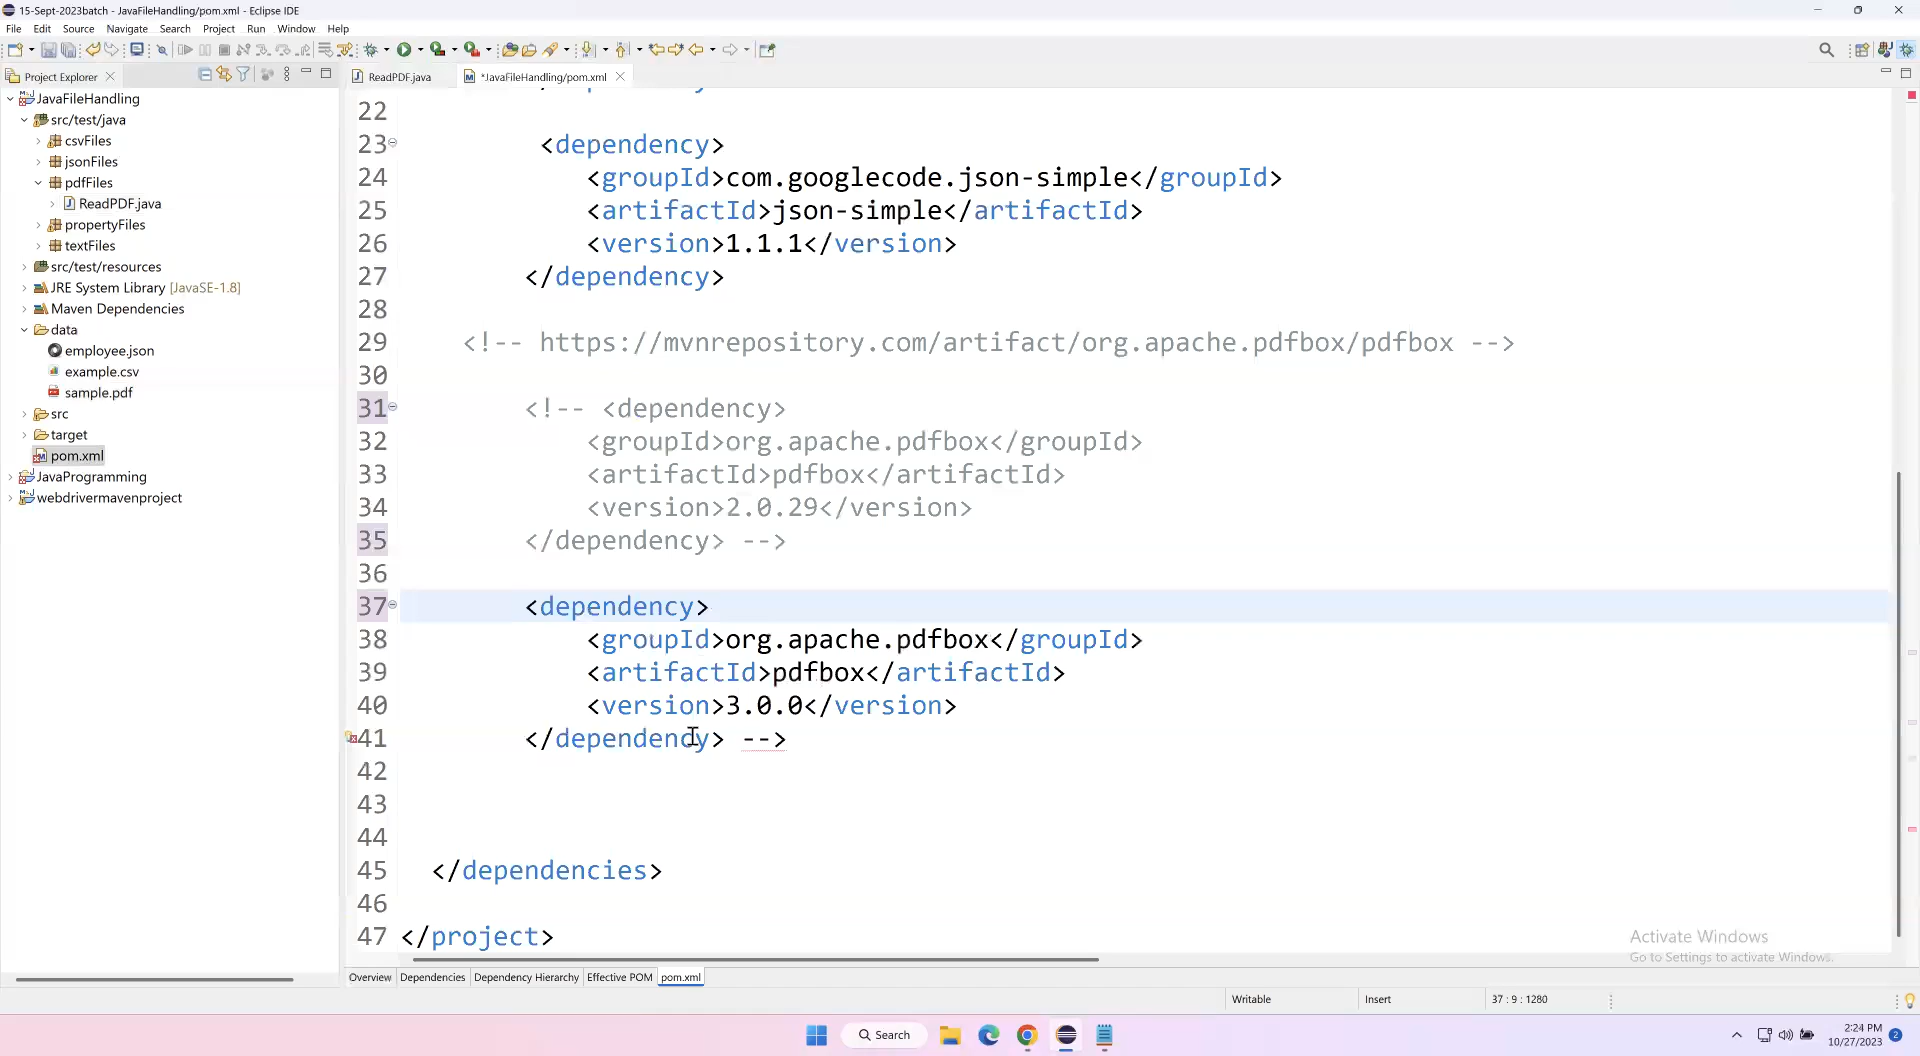 15-Sept-2023batch - JavaFileHandling/pom.xml - Eclipse IDE
File Edit Source Navigate Search Project Run Window Help
Project Explorer
ReadPDF.java
*JavaFileHandling/pom.xml
JavaFileHandling
src/test/java
csvFiles
jsonFiles
pdfFiles
ReadPDF.java
propertyFiles
textFiles
src/test/resources
JRE System Library [JavaSE-1.8]
Maven Dependencies
data
employee.json
example.csv
sample.pdf
src
target
pom.xml
JavaProgramming
webdrivermavenproject
22
23 <dependency>
24 <groupId>com.googlecode.json-simple</groupId>
25 <artifactId>json-simple</artifactId>
26 <version>1.1.1</version>
27 </dependency>
28
29 <!-- https://mvnrepository.com/artifact/org.apache.pdfbox/pdfbox -->
30
31 <!-- <dependency>
32 <groupId>org.apache.pdfbox</groupId>
33 <artifactId>pdfbox</artifactId>
34 <version>2.0.29</version>
35 </dependency> -->
36
37 <dependency>
38 <groupId>org.apache.pdfbox</groupId>
39 <artifactId>pdfbox</artifactId>
40 <version>3.0.0</version>
41 </dependency> -->
42
43
44
45 </dependencies>
46
47 </project>
Activate Windows
Go to Settings to activate Windows.
Overview Dependencies Dependency Hierarchy Effective POM pom.xml
Writable Insert 37 : 9 : 1280
Search
2:24 PM
10/27/2023
2